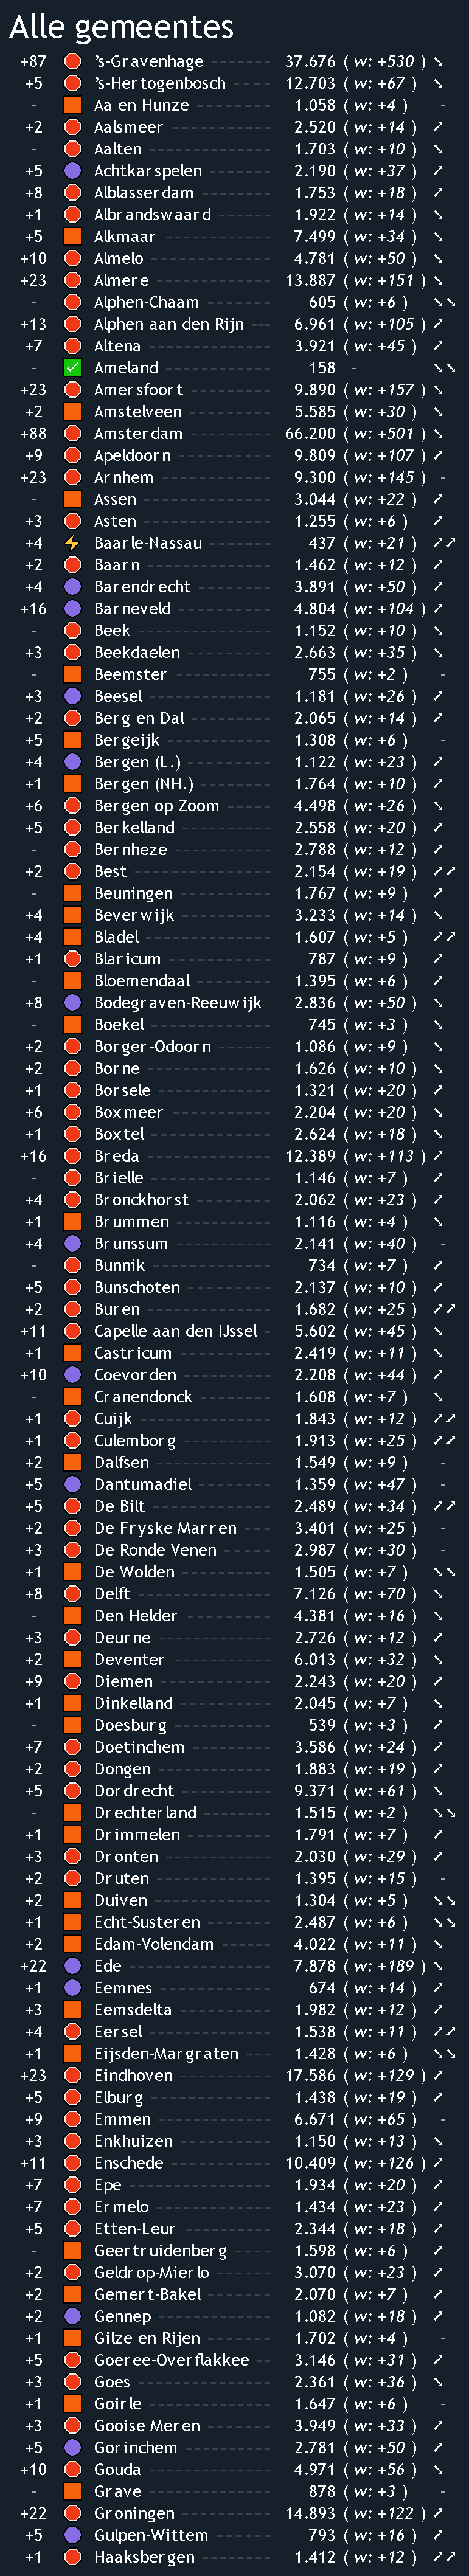 Alle gemeentes
+87 's-Gravenhage 37.676 ( w: +530 ) ➘
+5 's-Hertogenbosch 12.703 ( w: +67 ) ➘
- Aa en Hunze 1.058 ( w: +4 ) -
+2 Aalsmeer 2.520 ( w: +14 ) ➚
- Aalten 1.703 ( w: +10 ) ➘
+5 Achtkarspelen 2.190 ( w: +37 ) ➚
+8 Alblasserdam 1.753 ( w: +18 ) ➚
+1 Albrandswaard 1.922 ( w: +14 ) ➘
+5 Alkmaar 7.499 ( w: +34 ) ➘
+10 Almelo 4.781 ( w: +50 ) ➘
+23 Almere 13.887 ( w: +151 ) ➘
- Alphen-Chaam 605 ( w: +6 ) ➘➘
+13 Alphen aan den Rijn 6.961 ( w: +105 ) ➚
+7 Altena 3.921 ( w: +45 ) ➚
- Ameland 158 - ➘➘
+23 Amersfoort 9.890 ( w: +157 ) ➘
+2 Amstelveen 5.585 ( w: +30 ) ➘
+88 Amsterdam 66.200 ( w: +501 ) ➘
+9 Apeldoorn 9.809 ( w: +107 ) ➚
+23 Arnhem 9.300 ( w: +145 ) -
- Assen 3.044 ( w: +22 ) ➚
+3 Asten 1.255 ( w: +6 ) ➚
+4 Baarle-Nassau 437 ( w: +21 ) ➚➚
+2 Baarn 1.462 ( w: +12 ) ➚
+4 Barendrecht 3.891 ( w: +50 ) ➚
+16 Barneveld 4.804 ( w: +104 ) ➚
- Beek 1.152 ( w: +10 ) ➘
+3 Beekdaelen 2.663 ( w: +35 ) ➘
- Beemster 755 ( w: +2 ) -
+3 Beesel 1.181 ( w: +26 ) ➚
+2 Berg en Dal 2.065 ( w: +14 ) ➚
+5 Bergeijk 1.308 ( w: +6 ) -
+4 Bergen (L.) 1.122 ( w: +23 ) ➚
+1 Bergen (NH.) 1.764 ( w: +10 ) ➚
+6 Bergen op Zoom 4.498 ( w: +26 ) ➘
+5 Berkelland 2.558 ( w: +20 ) ➚
- Bernheze 2.788 ( w: +12 ) ➚
+2 Best 2.154 ( w: +19 ) ➚➚
- Beuningen 1.767 ( w: +9 ) ➚
+4 Beverwijk 3.233 ( w: +14 ) ➘
+4 Bladel 1.607 ( w: +5 ) ➚➚
+1 Blaricum 787 ( w: +9 ) ➚
- Bloemendaal 1.395 ( w: +6 ) ➚
+8 Bodegraven-Reeuwijk 2.836 ( w: +50 ) ➘
- Boekel 745 ( w: +3 ) ➘
+2 Borger-Odoorn 1.086 ( w: +9 ) ➘
+2 Borne 1.626 ( w: +10 ) ➘
+1 Borsele 1.321 ( w: +20 ) ➚
+6 Boxmeer 2.204 ( w: +20 ) ➘
+1 Boxtel 2.624 ( w: +18 ) ➘
+16 Breda 12.389 ( w: +113 ) ➚
- Brielle 1.146 ( w: +7 ) ➚
+4 Bronckhorst 2.062 ( w: +23 ) ➚
+1 Brummen 1.116 ( w: +4 ) ➘
+4 Brunssum 2.141 ( w: +40 ) -
- Bunnik 734 ( w: +7 ) ➚
+5 Bunschoten 2.137 ( w: +10 ) ➚
+2 Buren 1.682 ( w: +25 ) ➚➚
+11 Capelle aan den IJssel 5.602 ( w: +45 ) ➘
+1 Castricum 2.419 ( w: +11 ) ➘
+10 Coevorden 2.208 ( w: +44 ) ➚
- Cranendonck 1.608 ( w: +7 ) ➘
+1 Cuijk 1.843 ( w: +12 ) ➚➚
+1 Culemborg 1.913 ( w: +25 ) ➚➚
+2 Dalfsen 1.549 ( w: +9 ) -
+5 Dantumadiel 1.359 ( w: +47 ) -
+5 De Bilt 2.489 ( w: +34 ) ➚➚
+2 De Fryske Marren 3.401 ( w: +25 ) -
+3 De Ronde Venen 2.987 ( w: +30 ) -
+1 De Wolden 1.505 ( w: +7 ) ➘➘
+8 Delft 7.126 ( w: +70 ) ➘
- Den Helder 4.381 ( w: +16 ) ➘
+3 Deurne 2.726 ( w: +12 ) ➚
+2 Deventer 6.013 ( w: +32 ) ➘
+9 Diemen 2.243 ( w: +20 ) ➚
+1 Dinkelland 2.045 ( w: +7 ) ➘
- Doesburg 539 ( w: +3 ) ➚
+7 Doetinchem 3.586 ( w: +24 ) ➚
+2 Dongen 1.883 ( w: +19 ) ➚
+5 Dordrecht 9.371 ( w: +61 ) ➘
- Drechterland 1.515 ( w: +2 ) ➘➘
+1 Drimmelen 1.791 ( w: +7 ) ➚
+3 Dronten 2.030 ( w: +29 ) ➚
+2 Druten 1.395 ( w: +15 ) -
+2 Duiven 1.304 ( w: +5 ) ➘➘
+1 Echt-Susteren 2.487 ( w: +6 ) ➘➘
+2 Edam-Volendam 4.022 ( w: +11 ) ➘
+22 Ede 7.878 ( w: +189 ) ➘
+1 Eemnes 674 ( w: +14 ) ➚
+3 Eemsdelta 1.982 ( w: +12 ) ➚
+4 Eersel 1.538 ( w: +11 ) ➚➚
+1 Eijsden-Margraten 1.428 ( w: +6 ) ➘➘
+23 Eindhoven 17.586 ( w: +129 ) ➚
+5 Elburg 1.438 ( w: +19 ) ➚
+9 Emmen 6.671 ( w: +65 ) -
+3 Enkhuizen 1.150 ( w: +13 ) ➘
+11 Enschede 10.409 ( w: +126 ) ➚
+7 Epe 1.934 ( w: +20 ) ➚
+7 Ermelo 1.434 ( w: +23 ) ➚
+5 Etten-Leur 2.344 ( w: +18 ) ➚
- Geertruidenberg 1.598 ( w: +6 ) ➚
+2 Geldrop-Mierlo 3.070 ( w: +23 ) ➚
+2 Gemert-Bakel 2.070 ( w: +7 ) ➚
+2 Gennep 1.082 ( w: +18 ) ➚
+1 Gilze en Rijen 1.702 ( w: +4 ) -
+5 Goeree-Overflakkee 3.146 ( w: +31 ) ➚
+3 Goes 2.361 ( w: +36 ) ➘
+1 Goirle 1.647 ( w: +6 ) -
+3 Gooise Meren 3.949 ( w: +33 ) ➚
+5 Gorinchem 2.781 ( w: +50 ) ➚
+10 Gouda 4.971 ( w: +56 ) ➘
- Grave 878 ( w: +3 ) -
+22 Groningen 14.893 ( w: +122 ) ➚
+5 Gulpen-Wittem 793 ( w: +16 ) ➚
+1 Haaksbergen 1.412 ( w: +12 ) ➚➚